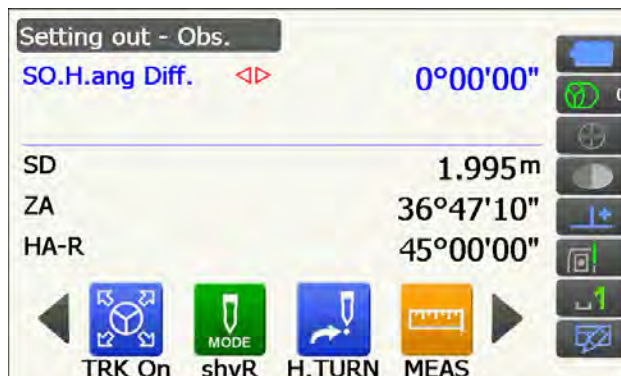 Setting out - Obs.
SO.H.ang Diff. 0°00'00"
SD 1.995m
ZA 36°47'10"
HA-R 45°00'00"
MODE
TRK On shvR H.TURN MEAS